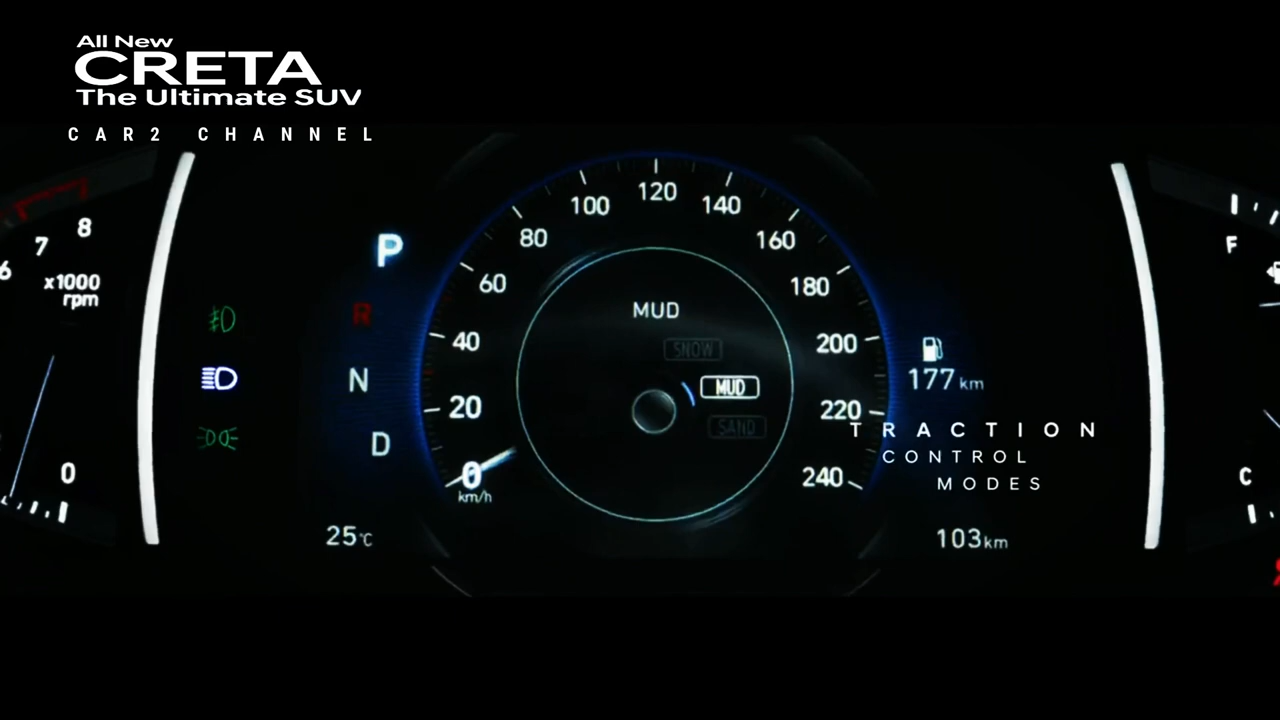 All New
CRETA
The Ultimate SUV
CAR2 CHANNEL
6
7
8
x1000
rpm
0
P
R
N
D
25°C
0
km/h
20
40
60
80
100
120
140
160
180
200
220
240
MUD
SNOW
MUD
SAND
177 km
TRACTION
CONTROL
MODES
103 km
F
C